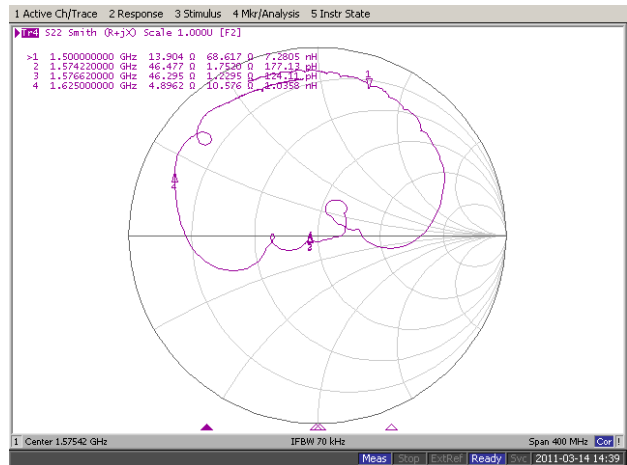 1 Active Ch/Trace 2 Response 3 Stimulus 4 Mkr/Analysis 5 Instr State
Tr4 S22 Smith (R+jX) Scale 1.000U [F2]
>1 1.500000000 GHz 13.904 Ω 68.617 Ω 7.2805 nH
2 1.574220000 GHz 46.477 Ω 1.7520 Ω 177.13 pH
3 1.576620000 GHz 46.295 Ω 1.2295 Ω 124.11 pH
4 1.625000000 GHz 4.8962 Ω 10.576 Ω 1.0358 nH
1
4
1 Center 1.57542 GHz IFBW 70 kHz Span 400 MHz Cor !
Meas Stop ExtRef Ready Svc 2011-03-14 14:39